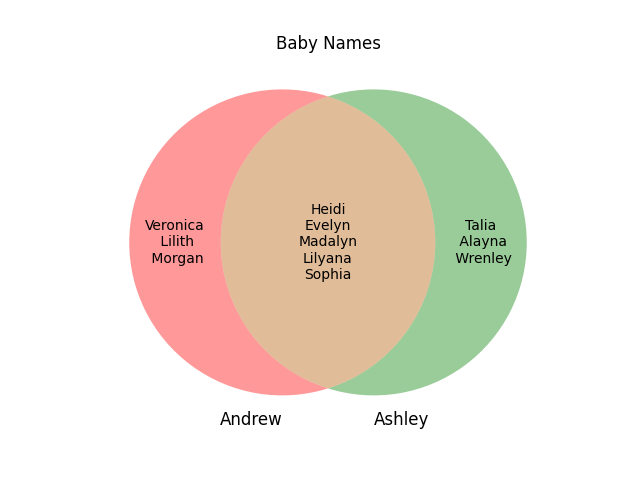 Baby Names
Veronica
Lilith
Morgan
Heidi
Evelyn
Madalyn
Lilyana
Sophia
Talia
Alayna
Wrenley
Andrew
Ashley